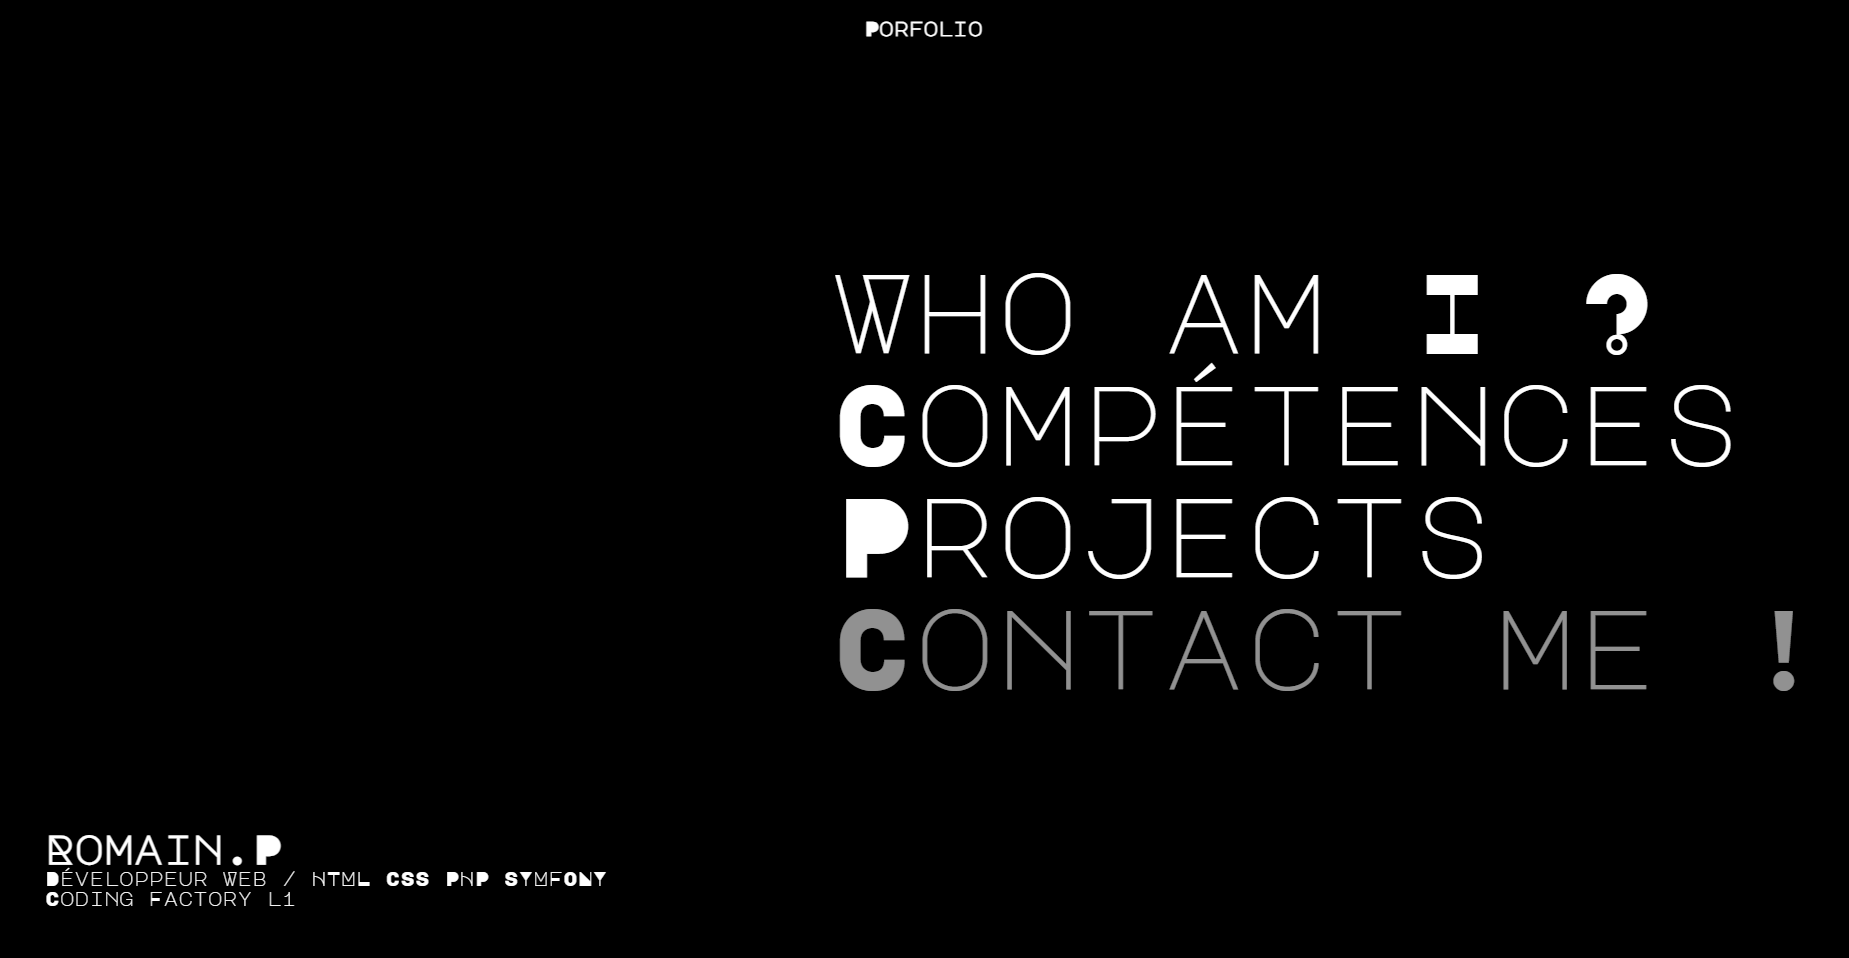 PORFOLIO
WHO AM I ?
COMPÉTENCES
PROJECTS
CONTACT ME !
ROMAIN.P
DÉVELOPPEUR WEB / HTML CSS PHP SYMFONY
CODING FACTORY L1